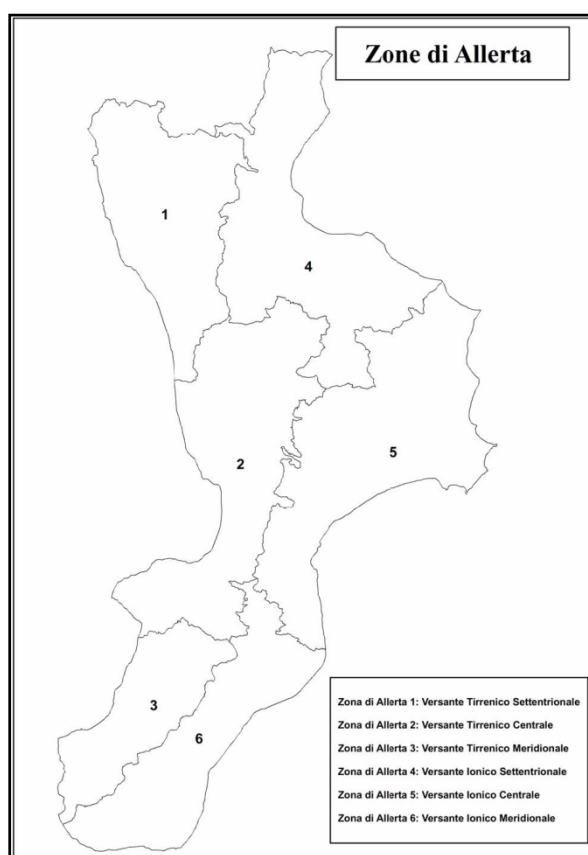 Zone di Allerta
1
4
2
5
3
6
Zona di Allerta 1: Versante Tirrenico Settentrionale
Zona di Allerta 2: Versante Tirrenico Centrale
Zona di Allerta 3: Versante Tirrenico Meridionale
Zona di Allerta 4: Versante Ionico Settentrionale
Zona di Allerta 5: Versante Ionico Centrale
Zona di Allerta 6: Versante Ionico Meridionale